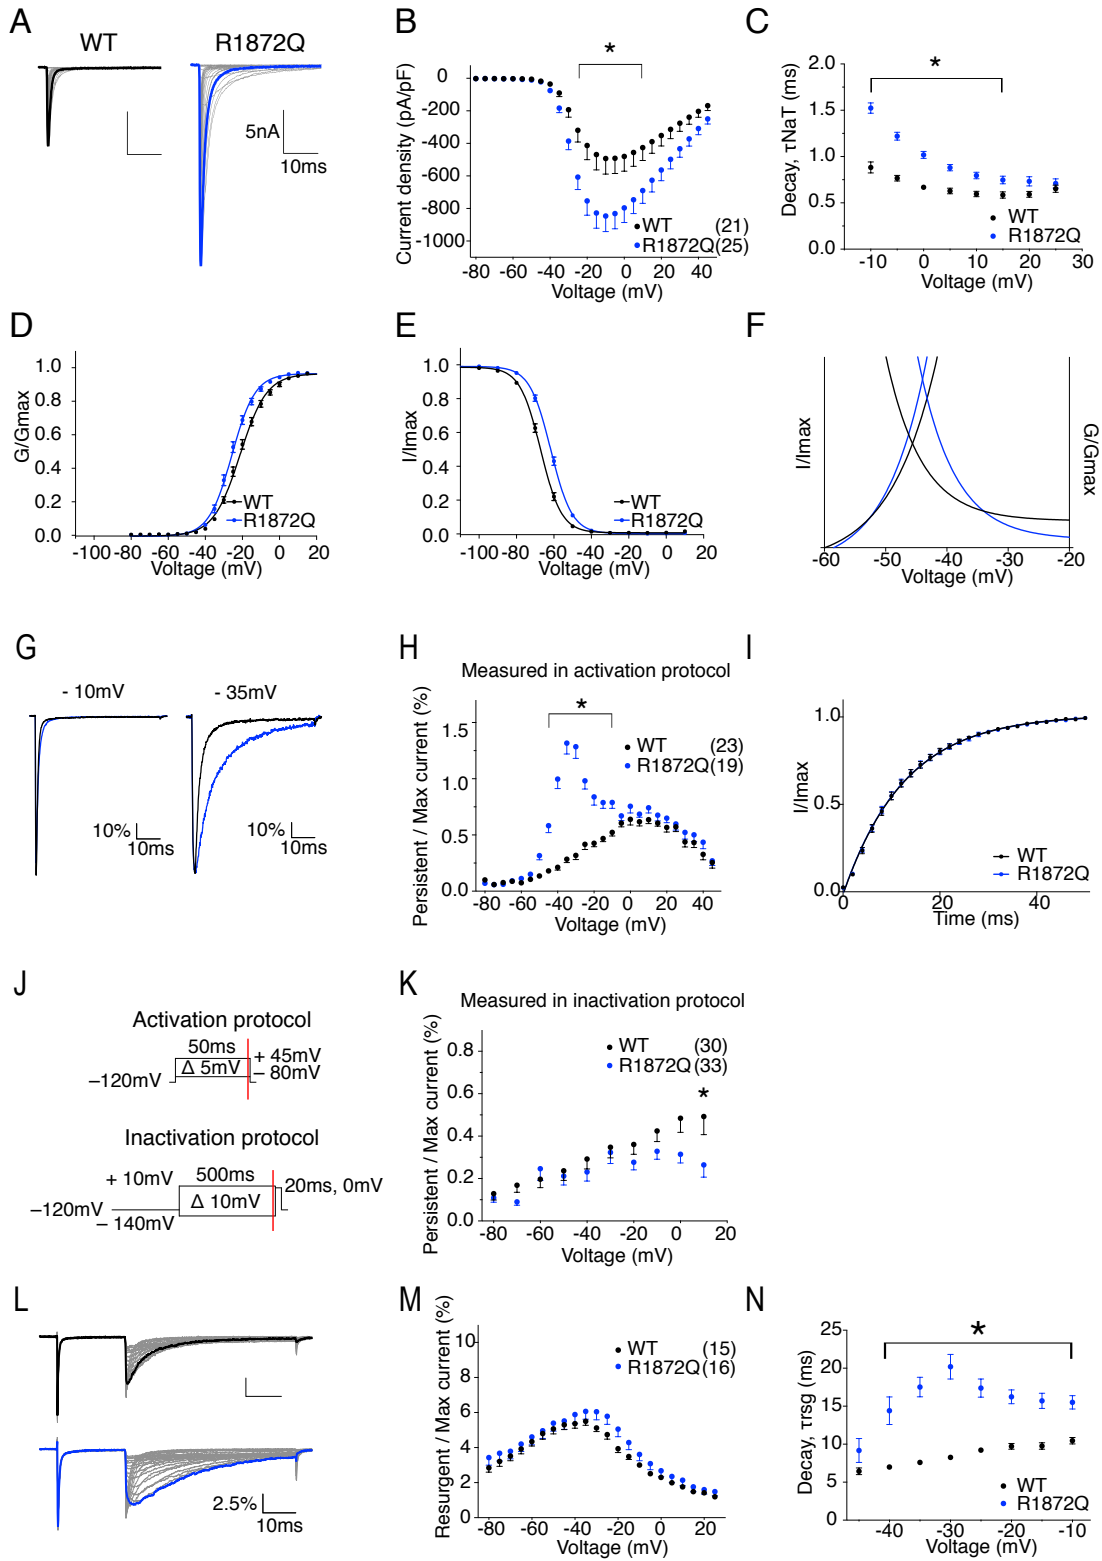 A
WT
R1872Q
5nA
10ms
B
*
Current density (pA/pF)
0
-200
-400
-600
-800
-1000
WT (21)
R1872Q(25)
-80 -60 -40 -20 0 20 40
Voltage (mV)
C
*
Decay, τNaT (ms)
2.0
1.5
1.0
0.5
0.0
WT
R1872Q
-10 0 10 20 30
Voltage (mV)
D
G/Gmax
1.0
0.8
0.6
0.4
0.2
0.0
WT
R1872Q
-100 -80 -60 -40 -20 0 20
Voltage (mV)
E
I/Imax
1.0
0.8
0.6
0.4
0.2
0.0
WT
R1872Q
-100 -80 -60 -40 -20 0 20
Voltage (mV)
F
I/Imax
G/Gmax
-60 -50 -40 -30 -20
Voltage (mV)
G
- 10mV
- 35mV
10%
10ms
10%
10ms
H
Measured in activation protocol
*
Persistent / Max current (%)
1.5
1.0
0.5
0.0
WT (23)
R1872Q(19)
-80 -60 -40 -20 0 20 40
Voltage (mV)
I
I/Imax
1.0
0.5
0.0
WT
R1872Q
0 20 40
Time (ms)
J
Activation protocol
50ms
Δ 5mV
+ 45mV
− 80mV
−120mV
Inactivation protocol
+ 10mV
500ms
20ms, 0mV
Δ 10mV
−120mV
− 140mV
K
Measured in inactivation protocol
Persistent / Max current (%)
0.8
0.6
0.4
0.2
0.0
WT (30)
R1872Q (33)
*
-80 -60 -40 -20 0 20
Voltage (mV)
L
2.5%
10ms
M
Resurgent / Max current (%)
10
8
6
4
2
0
WT (15)
R1872Q (16)
-80 -60 -40 -20 0 20
Voltage (mV)
N
*
Decay, τrsg (ms)
25
20
15
10
5
0
WT
R1872Q
-40 -30 -20 -10
Voltage (mV)